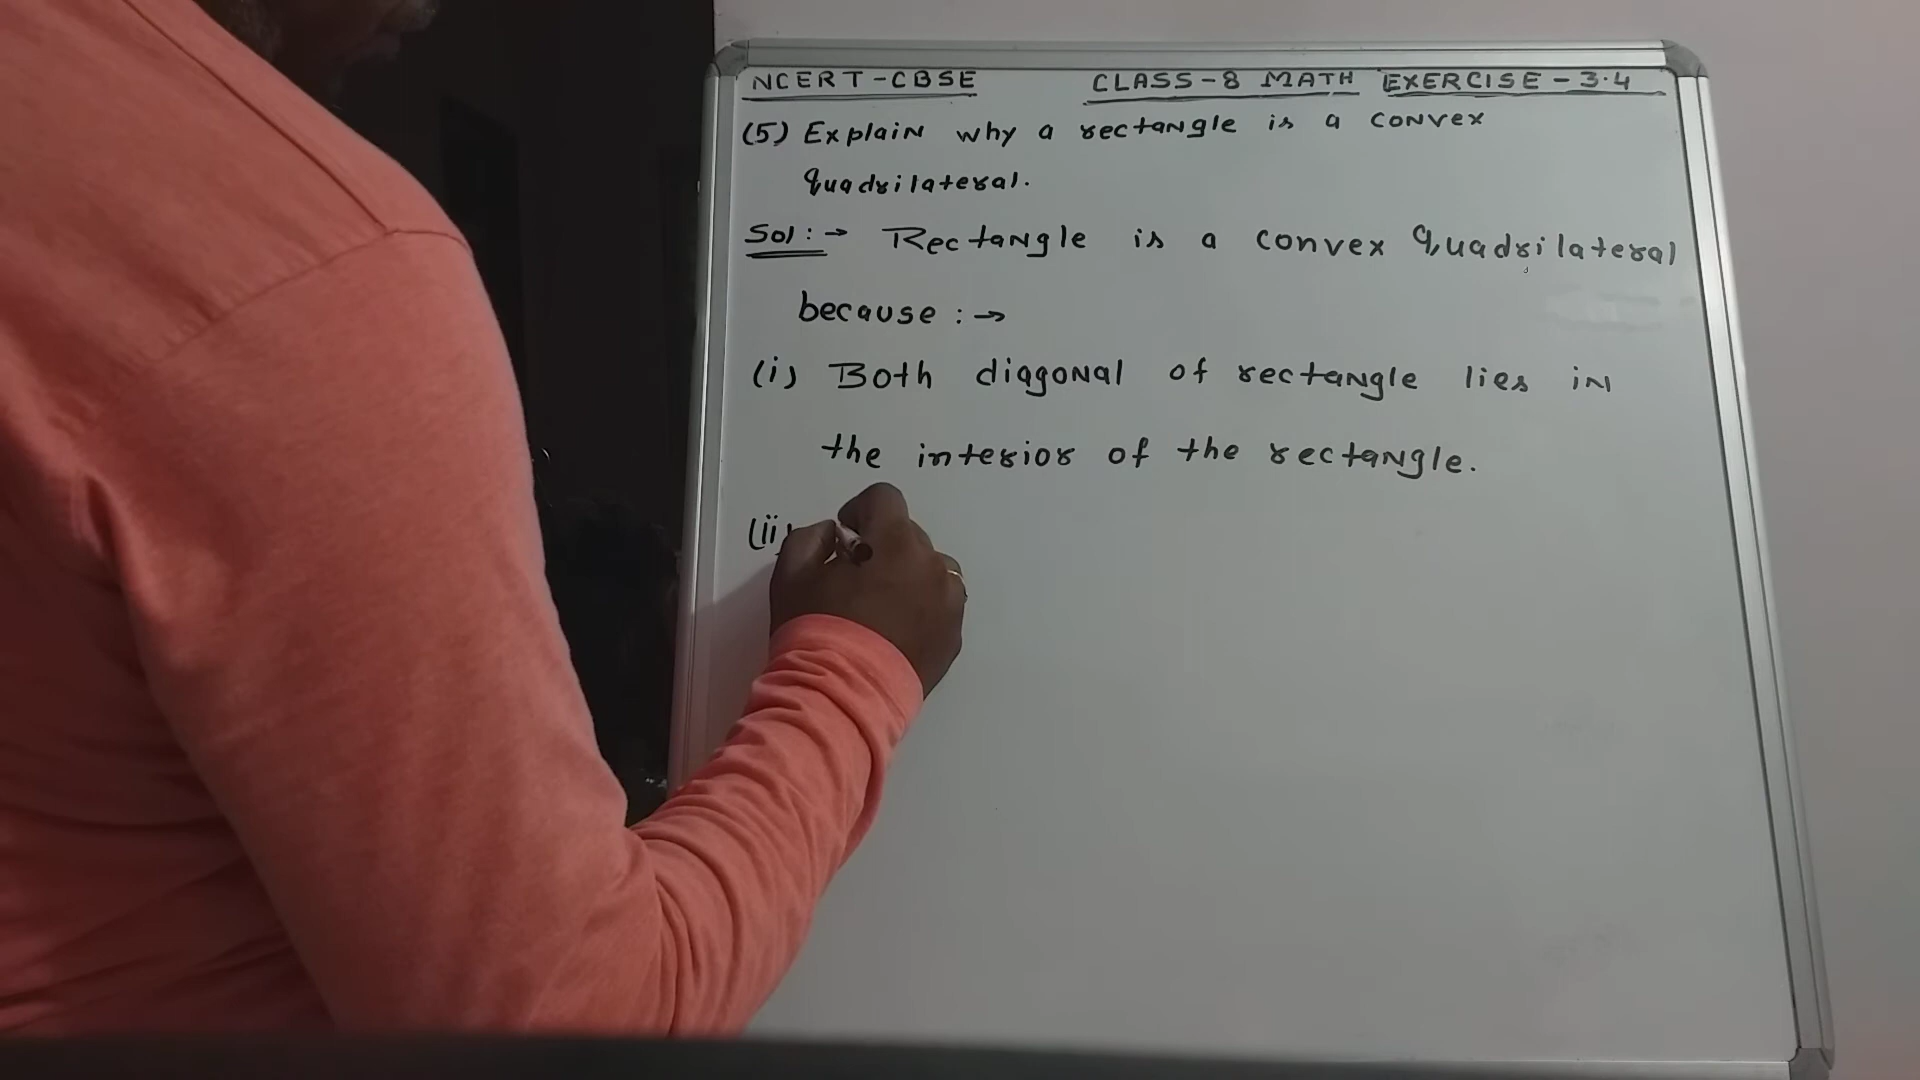 NCERT-CBSE CLASS-8 MATH EXERCISE-3.4
(5) Explain why a rectangle is a convex
quadrilateral.
Sol:→ Rectangle is a convex quadrilateral
because:→
(i) Both diagonal of rectangle lies in
the interior of the rectangle.
(ii)